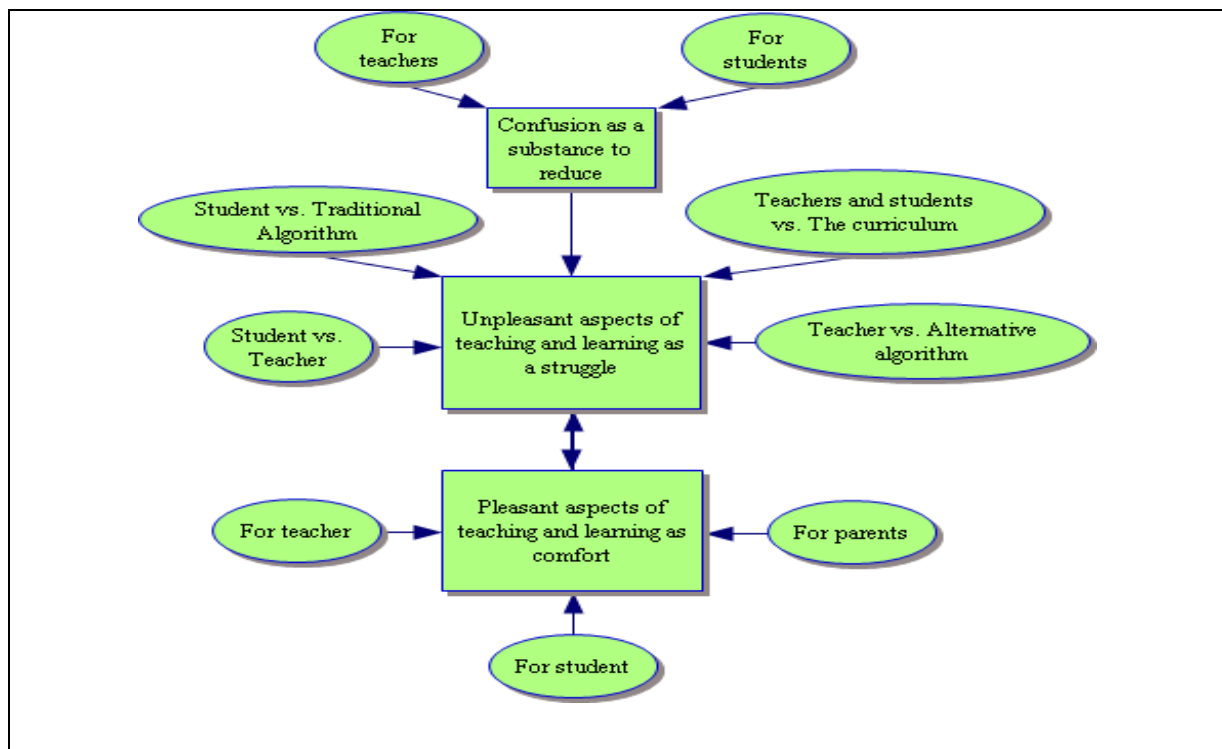 For
teachers
For
students
Confusion as a
substance to
reduce
Student vs. Traditional
Algorithm
Teachers and students
vs. The curriculum
Unpleasant aspects of
teaching and learning as
a struggle
Student vs.
Teacher
Teacher vs. Alternative
algorithm
Pleasant aspects of
teaching and learning as
comfort
For teacher
For parents
For student